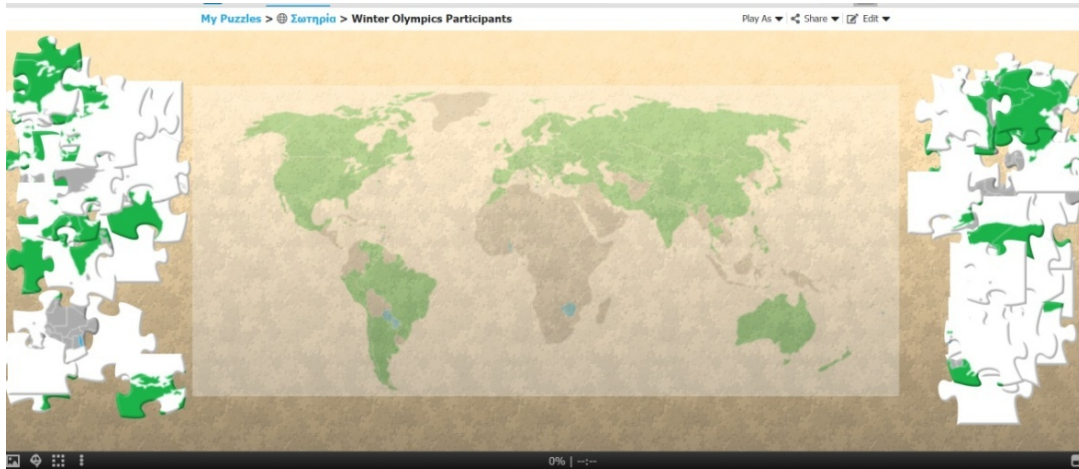 My Puzzles > Σωτηρία > Winter Olympics Participants
Play As Share Edit
0% | --:--